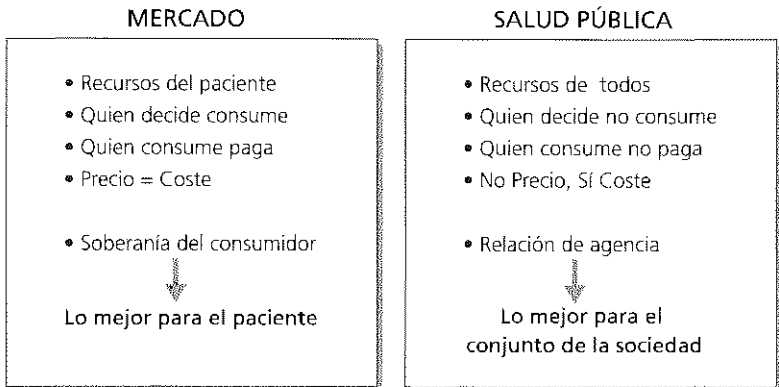 MERCADO
• Recursos del paciente
• Quien decide consume
• Quien consume paga
• Precio = Coste
• Soberanía del consumidor
Lo mejor para el paciente
SALUD PÚBLICA
• Recursos de todos
• Quien decide no consume
• Quien consume no paga
• No Precio, Sí Coste
• Relación de agencia
Lo mejor para el
conjunto de la sociedad